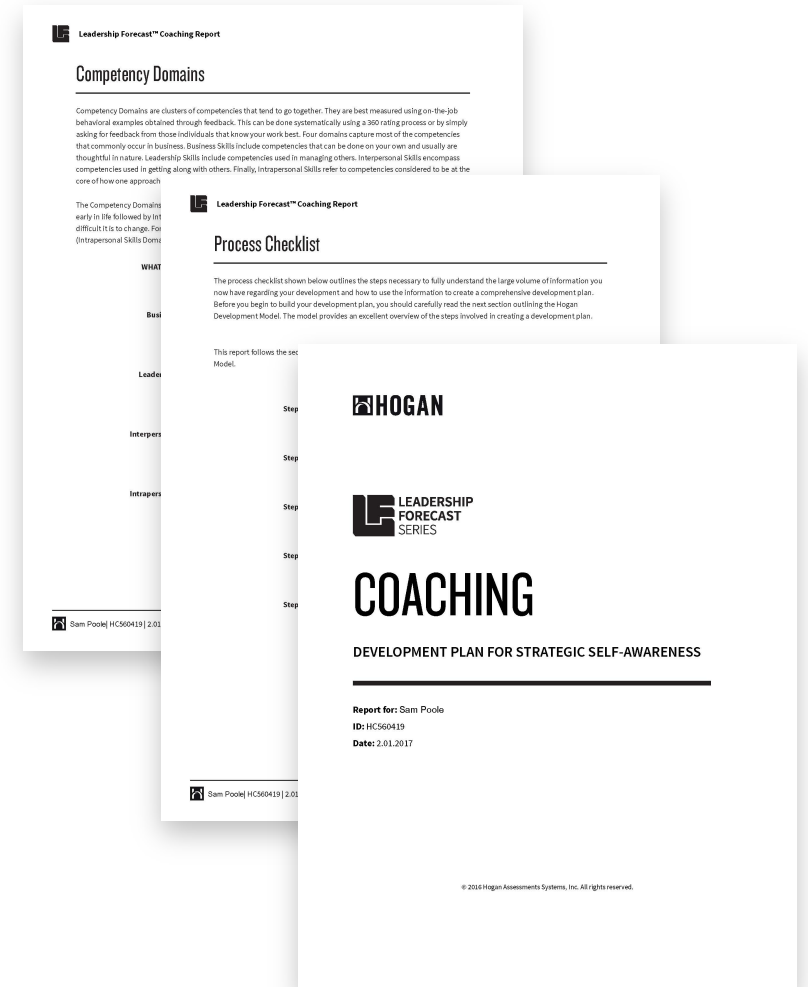 Leadership Forecast™ Coaching Report
Competency Domains
Competency Domains are clusters of competencies that tend to go together. They are best measured using on-the-job
behavioral examples obtained through feedback. This can be done systematically using a 360 rating process or by simply
asking for feedback from those individuals that know your work best. Four domains capture most of the competencies
that commonly occur in business. Business Skills include competencies that can be done on your own and usually are
thoughtful in nature. Leadership Skills include competencies used in managing others. Interpersonal Skills encompass
competencies used in getting along with others. Finally, Intrapersonal Skills refer to competencies considered to be at the
core of how one approach
The Competency Domains
early in life followed by Int
difficult it is to change. For
(Intrapersonal Skills Doma
WHAT
Busi
Leader
Interpers
Intrapers
Sam Poole| HC560419 | 2.01
Leadership Forecast™ Coaching Report
Process Checklist
The process checklist shown below outlines the steps necessary to fully understand the large volume of information you
now have regarding your development and how to use the information to create a comprehensive development plan.
Before you begin to build your development plan, you should carefully read the next section outlining the Hogan
Development Model. The model provides an excellent overview of the steps involved in creating a development plan.
This report follows the sec
Model.
Step
Step
Step
Step
Step
Sam Poole| HC560419 | 2.01
HOGAN
LF LEADERSHIP
FORECAST
SERIES
COACHING
DEVELOPMENT PLAN FOR STRATEGIC SELF-AWARENESS
Report for: Sam Poole
ID: HC560419
Date: 2.01.2017
© 2016 Hogan Assessments Systems, Inc. All rights reserved.